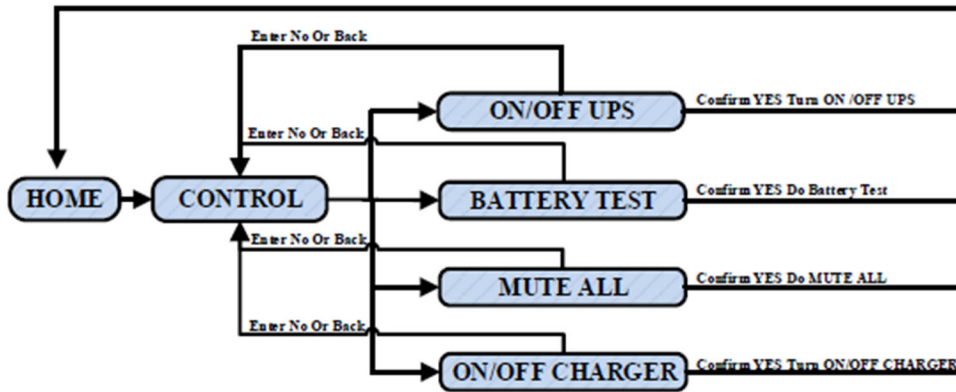 Enter No Or Back
ON/OFF UPS
Confirm YES Turn ON /OFF UPS
Enter No Or Back
HOME
CONTROL
BATTERY TEST
Confirm YES Do Battery Test
Enter No Or Back
MUTE ALL
Confirm YES Do MUTE ALL
Enter No Or Back
ON/OFF CHARGER
Confirm YES Turn ON/OFF CHARGER